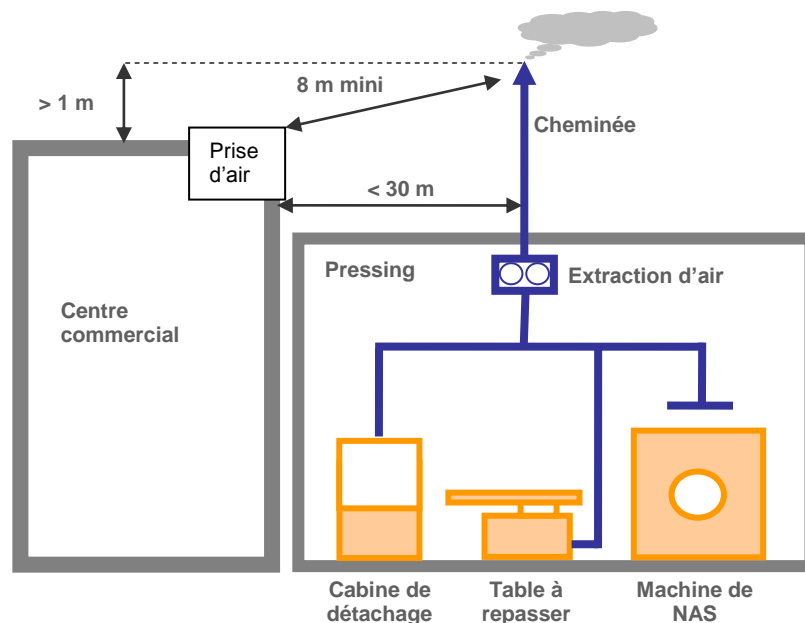 8 m mini
> 1 m
Cheminée
Prise
d’air
< 30 m
Pressing
Extraction d’air
Centre
commercial
Cabine de
détachage
Table à
repasser
Machine de
NAS